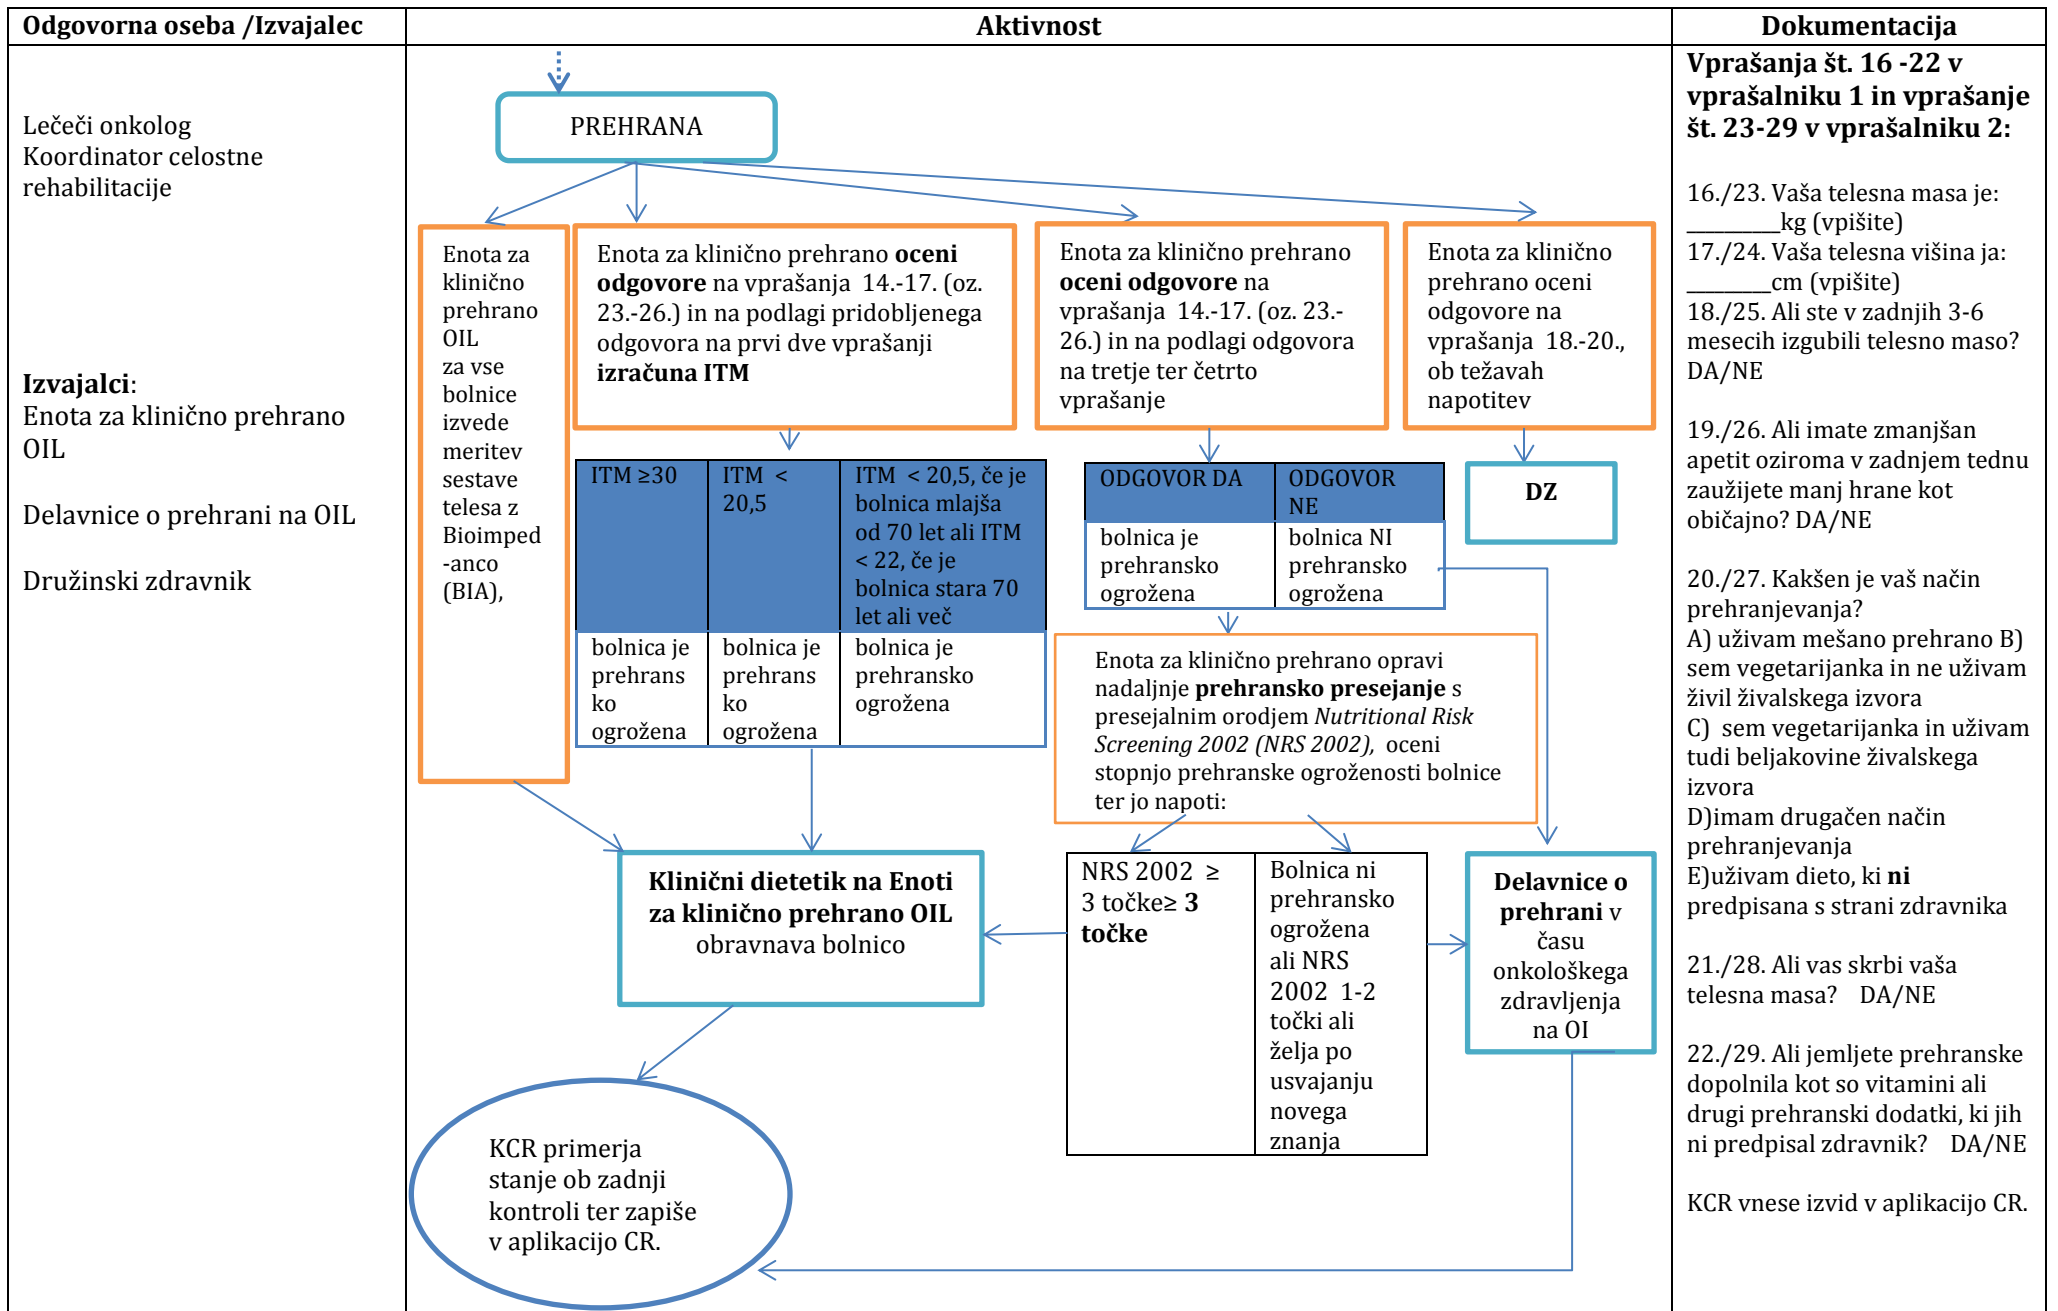 Odgovorna oseba /Izvajalec
Aktivnost
Dokumentacija
Lečeči onkolog
Koordinator celostne
rehabilitacije
Izvajalci:
Enota za klinično prehrano
OIL
Delavnice o prehrani na OIL
Družinski zdravnik
PREHRANA
Enota za
klinično
prehrano
OIL
za vse
bolnice
izvede
meritev
sestave
telesa z
Bioimped
-anco
(BIA),
Enota za klinično prehrano oceni
odgovore na vprašanja 14.-17. (oz.
23.-26.) in na podlagi pridobljenega
odgovora na prvi dve vprašanji
izračuna ITM
Enota za klinično prehrano
oceni odgovore na
vprašanja 14.-17. (oz. 23.-
26.) in na podlagi odgovora
na tretje ter četrto
vprašanje
Enota za klinično
prehrano oceni
odgovore na
vprašanja 18.-20.,
ob težavah
napotitev
ITM ≥30
ITM <
20,5
ITM < 20,5, če je
bolnica mlajša
od 70 let ali ITM
< 22, če je
bolnica stara 70
let ali več
bolnica je
prehrans
ko
ogrožena
bolnica je
prehrans
ko
ogrožena
bolnica je
prehransko
ogrožena
ODGOVOR DA
ODGOVOR
NE
bolnica je
prehransko
ogrožena
bolnica NI
prehransko
ogrožena
DZ
Enota za klinično prehrano opravi
nadaljnje prehransko presejanje s
presejalnim orodjem Nutritional Risk
Screening 2002 (NRS 2002), oceni
stopnjo prehranske ogroženosti bolnice
ter jo napoti:
Klinični dietetik na Enoti
za klinično prehrano OIL
obravnava bolnico
NRS 2002 ≥
3 točke≥ 3
točke
Bolnica ni
prehransko
ogrožena
ali NRS
2002 1-2
točki ali
želja po
usvajanju
novega
znanja
Delavnice o
prehrani v
času
onkološkega
zdravljenja
na OI
KCR primerja
stanje ob zadnji
kontroli ter zapiše
v aplikacijo CR.
Vprašanja št. 16 -22 v
vprašalniku 1 in vprašanje
št. 23-29 v vprašalniku 2:
16./23. Vaša telesna masa je:
__________kg (vpišite)
17./24. Vaša telesna višina ja:
_________cm (vpišite)
18./25. Ali ste v zadnjih 3-6
mesecih izgubili telesno maso?
DA/NE
19./26. Ali imate zmanjšan
apetit oziroma v zadnjem tednu
zaužijete manj hrane kot
običajno? DA/NE
20./27. Kakšen je vaš način
prehranjevanja?
A) uživam mešano prehrano B)
sem vegetarijanka in ne uživam
živil živalskega izvora
C) sem vegetarijanka in uživam
tudi beljakovine živalskega
izvora
D)imam drugačen način
prehranjevanja
E)uživam dieto, ki ni
predpisana s strani zdravnika
21./28. Ali vas skrbi vaša
telesna masa? DA/NE
22./29. Ali jemljete prehranske
dopolnila kot so vitamini ali
drugi prehranski dodatki, ki jih
ni predpisal zdravnik? DA/NE
KCR vnese izvid v aplikacijo CR.